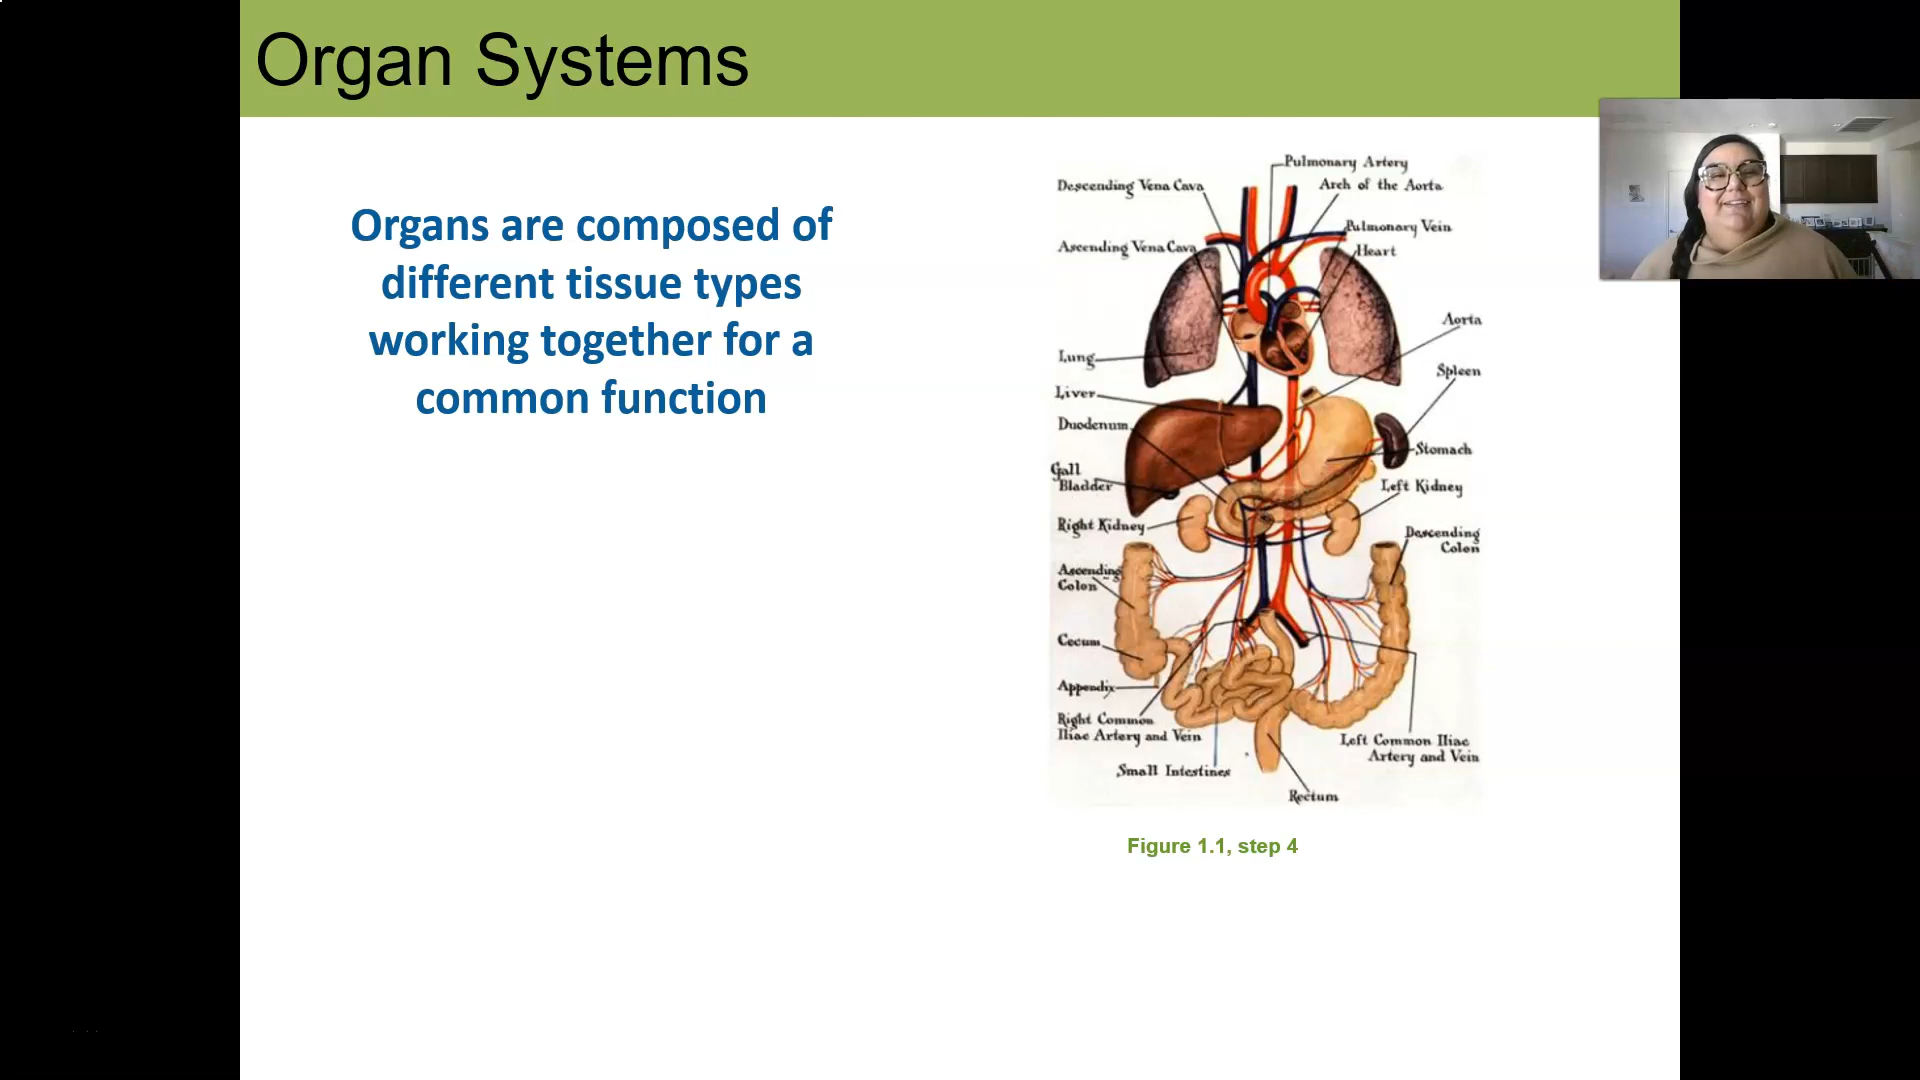 Organ Systems
Organs are composed of
different tissue types
working together for a
common function
Pulmonary Artery
Descending Vena Cava
Arch of the Aorta
Pulmonary Vein
Ascending Vena Cava
Heart
Aorta
Lung
Spleen
Liver
Duodenum
Stomach
Gall
Bladder
Left Kidney
Right Kidney
Descending
Colon
Ascending
Colon
Cecum
Appendix
Right Common
Iliac Artery and Vein
Left Common Iliac
Artery and Vein
Small Intestines
Rectum
Figure 1.1, step 4